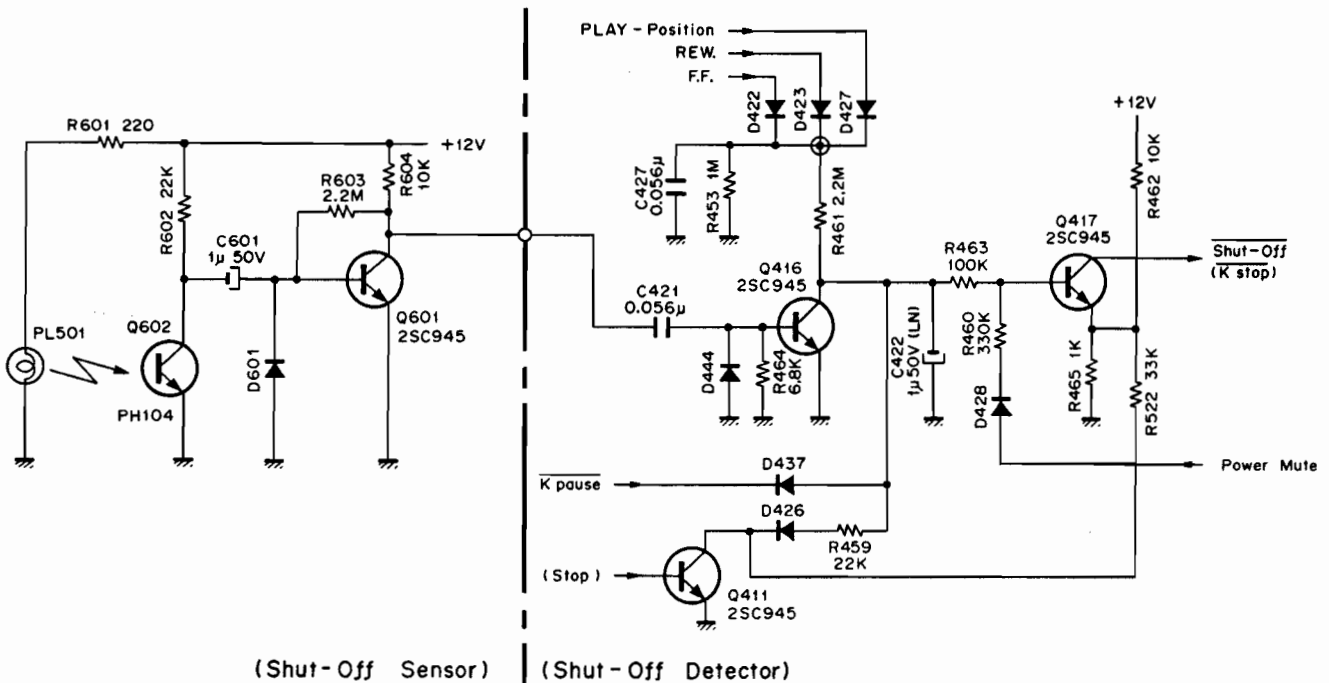 PLAY - Position
REW.
F.F.
D422
D423
D427
+12V
R601 220
+12V
R602 22K
R603
2.2M
R604
10K
C427
0.056μ
R453 1M
R461 2.2M
R462 10K
C601
1μ 50V
Q601
2SC945
D601
PL501
Q602
PH104
C421
0.056μ
Q416
2SC945
D444
R464
6.8K
C422
1μ 50V (LN)
R463
100K
R460
330K
D428
Q417
2SC945
R465 1K
R522 33K
Shut-Off
(K stop)
Power Mute
K pause
D437
D426
R459
22K
(Stop)
Q411
2SC945
(Shut-Off Sensor)
(Shut-Off Detector)